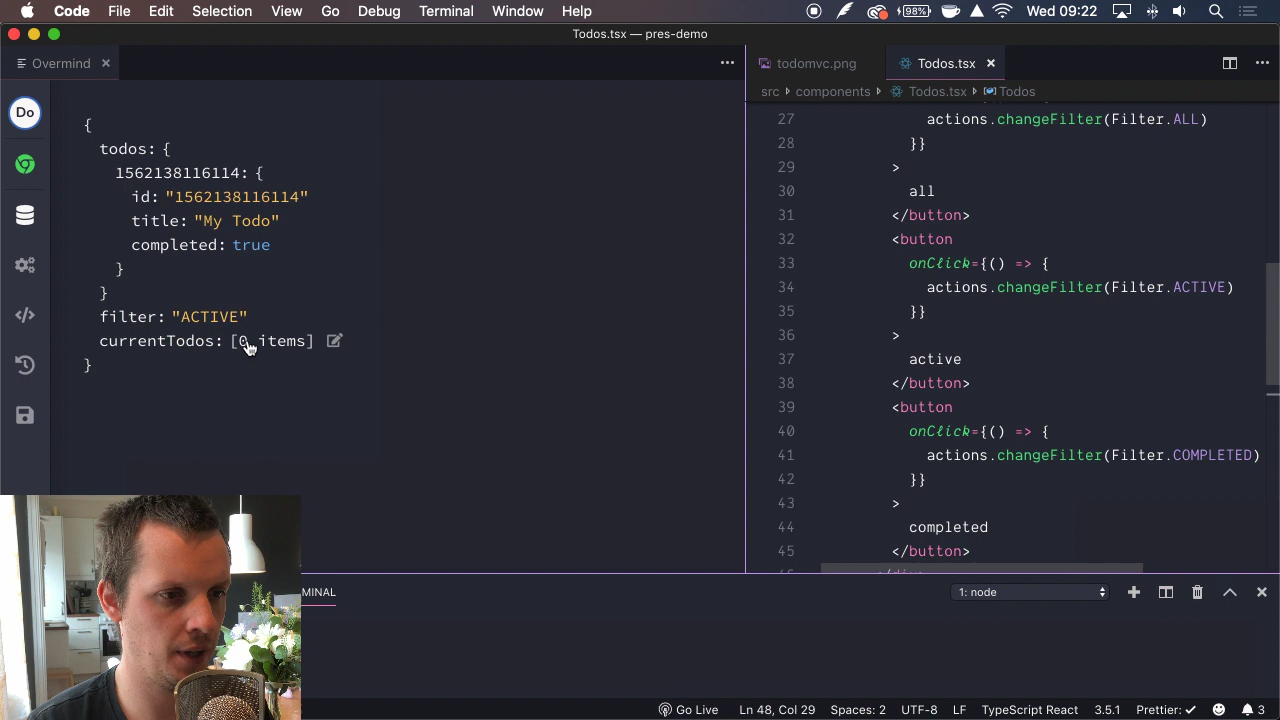 Code File Edit Selection View Go Debug Terminal Window Help 98% Wed 09:22
Todos.tsx — pres-demo
Overmind
todomvc.png Todos.tsx
src components Todos.tsx Todos
Do
{
todos: {
1562138116114: {
id: "1562138116114"
title: "My Todo"
completed: true
}
}
filter: "ACTIVE"
currentTodos: [0 items]
}
27 actions.changeFilter(Filter.ALL)
28 }}
29 >
30 all
31 </button>
32 <button
33 onClick={() => {
34 actions.changeFilter(Filter.ACTIVE)
35 }}
36 >
37 active
38 </button>
39 <button
40 onClick={() => {
41 actions.changeFilter(Filter.COMPLETED)
42 }}
43 >
44 completed
45 </button>
MINAL
1: node
Go Live Ln 48, Col 29 Spaces: 2 UTF-8 LF TypeScript React 3.5.1 Prettier: ✓ 3